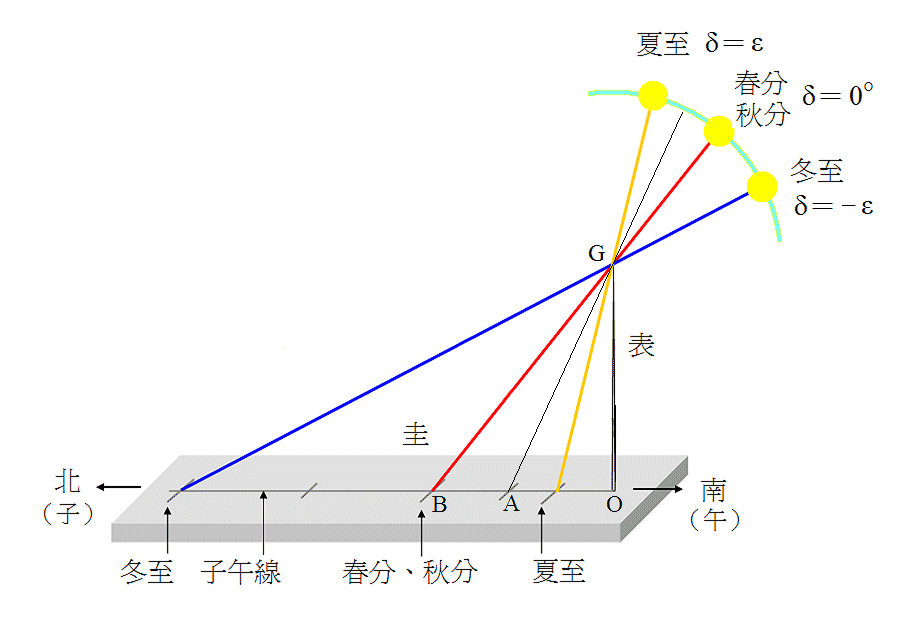 夏至 δ＝ε
春分
秋分 δ＝0°
冬至
δ＝－ε
G
表
圭
北
（子）
南
（午）
B
A
O
冬至
子午線
春分、秋分
夏至